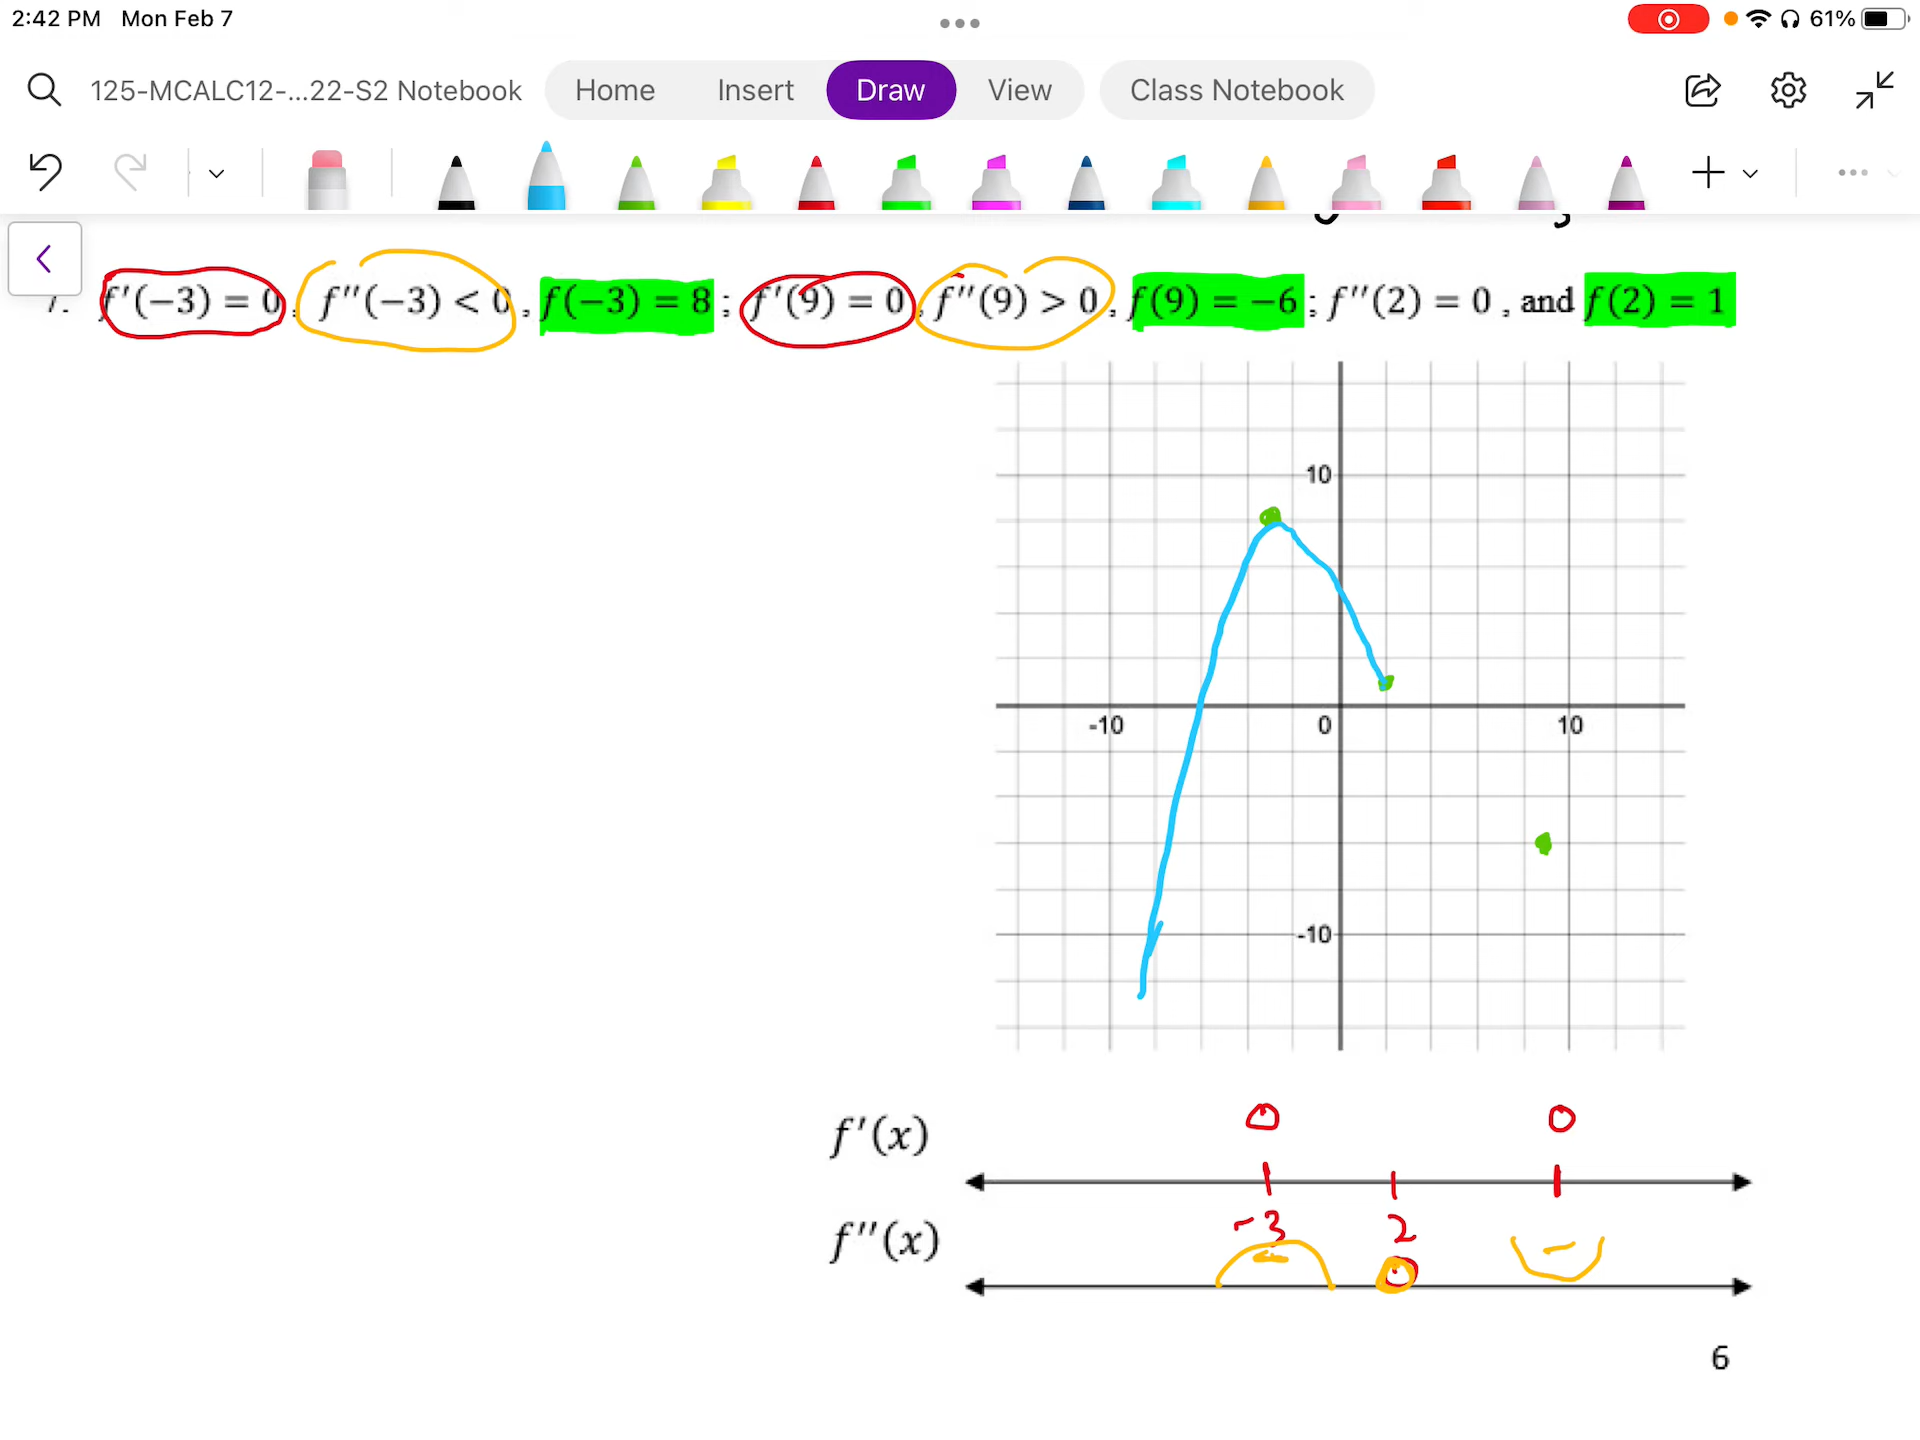 2:42 PM Mon Feb 7
61%
125-MCALC12-...22-S2 Notebook Home Insert Draw View Class Notebook
7. f'(−3) = 0, f''(−3) < 0, f(−3) = 8; f'(9) = 0, f''(9) > 0, f(9) = −6; f''(2) = 0, and f(2) = 1
10
-10 0 10
-10
0 0
f'(x)
-3 2
f''(x)
− 0 −
6